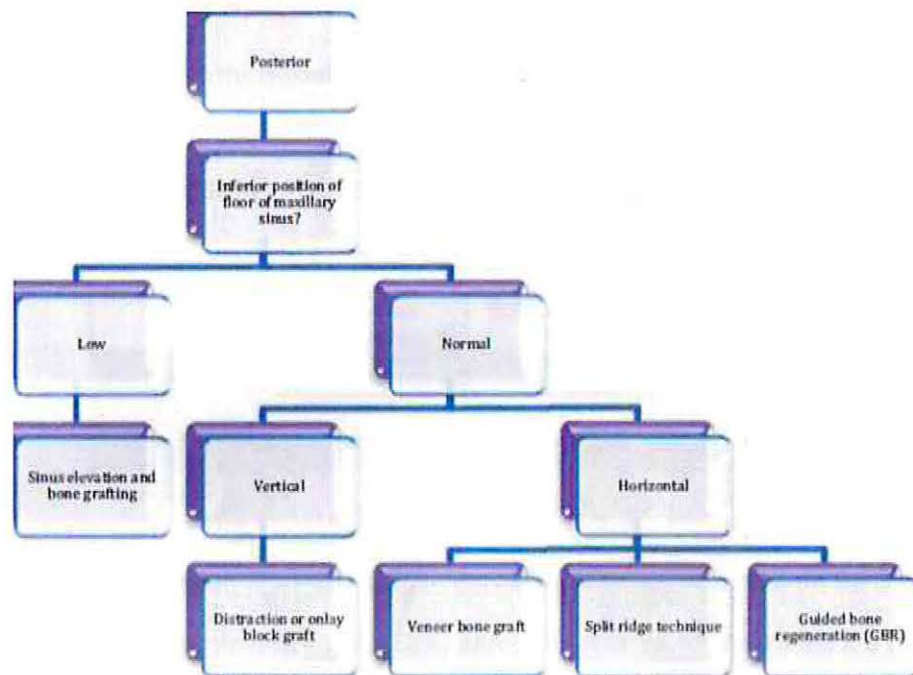 Posterior
Inferior position of
floor of maxillary
sinus?
Low
Normal
Sinus elevation and
bone grafting
Vertical
Horizontal
Distraction or onlay
block graft
Veneer bone graft
Split ridge technique
Guided bone
regeneration (GBR)